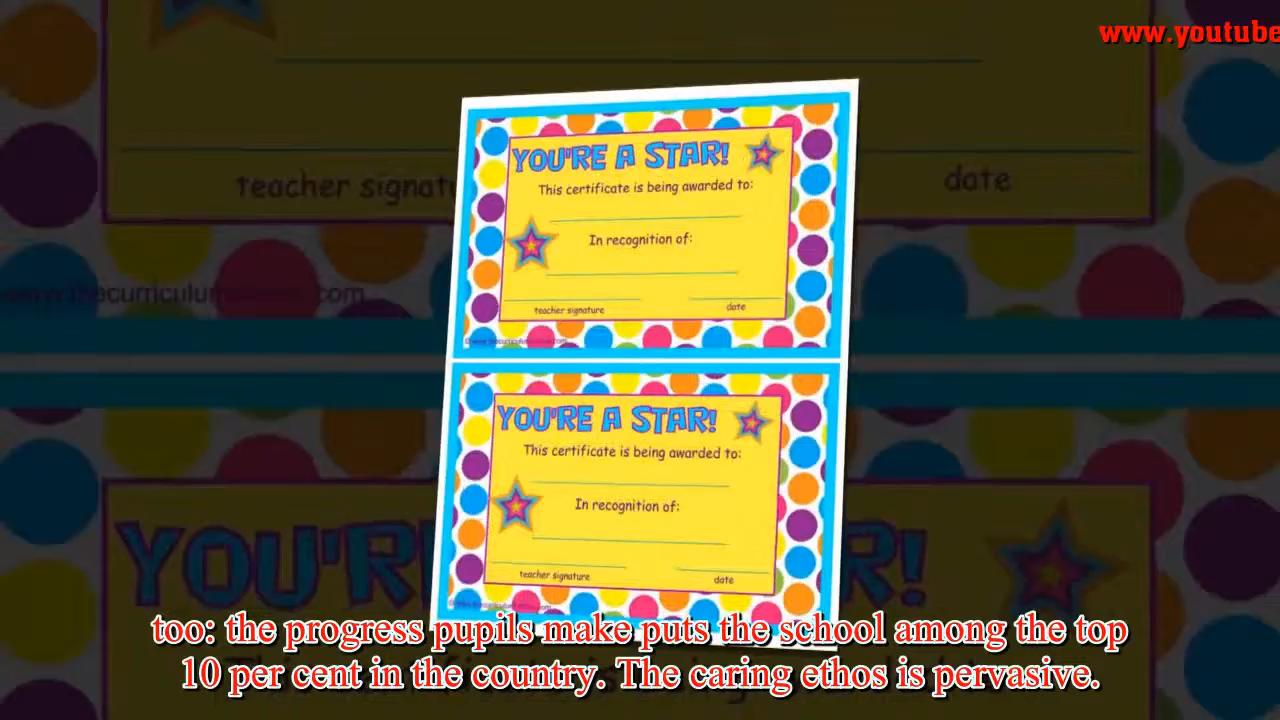 www.youtube
teacher signatu
date
YOU'RE A STAR!
This certificate is being awarded to:
In recognition of:
teacher signature
date
YOU'RE A STAR!
This certificate is being awarded to:
In recognition of:
teacher signature
date
too: the progress pupils make puts the school among the top
10 per cent in the country. The caring ethos is pervasive.